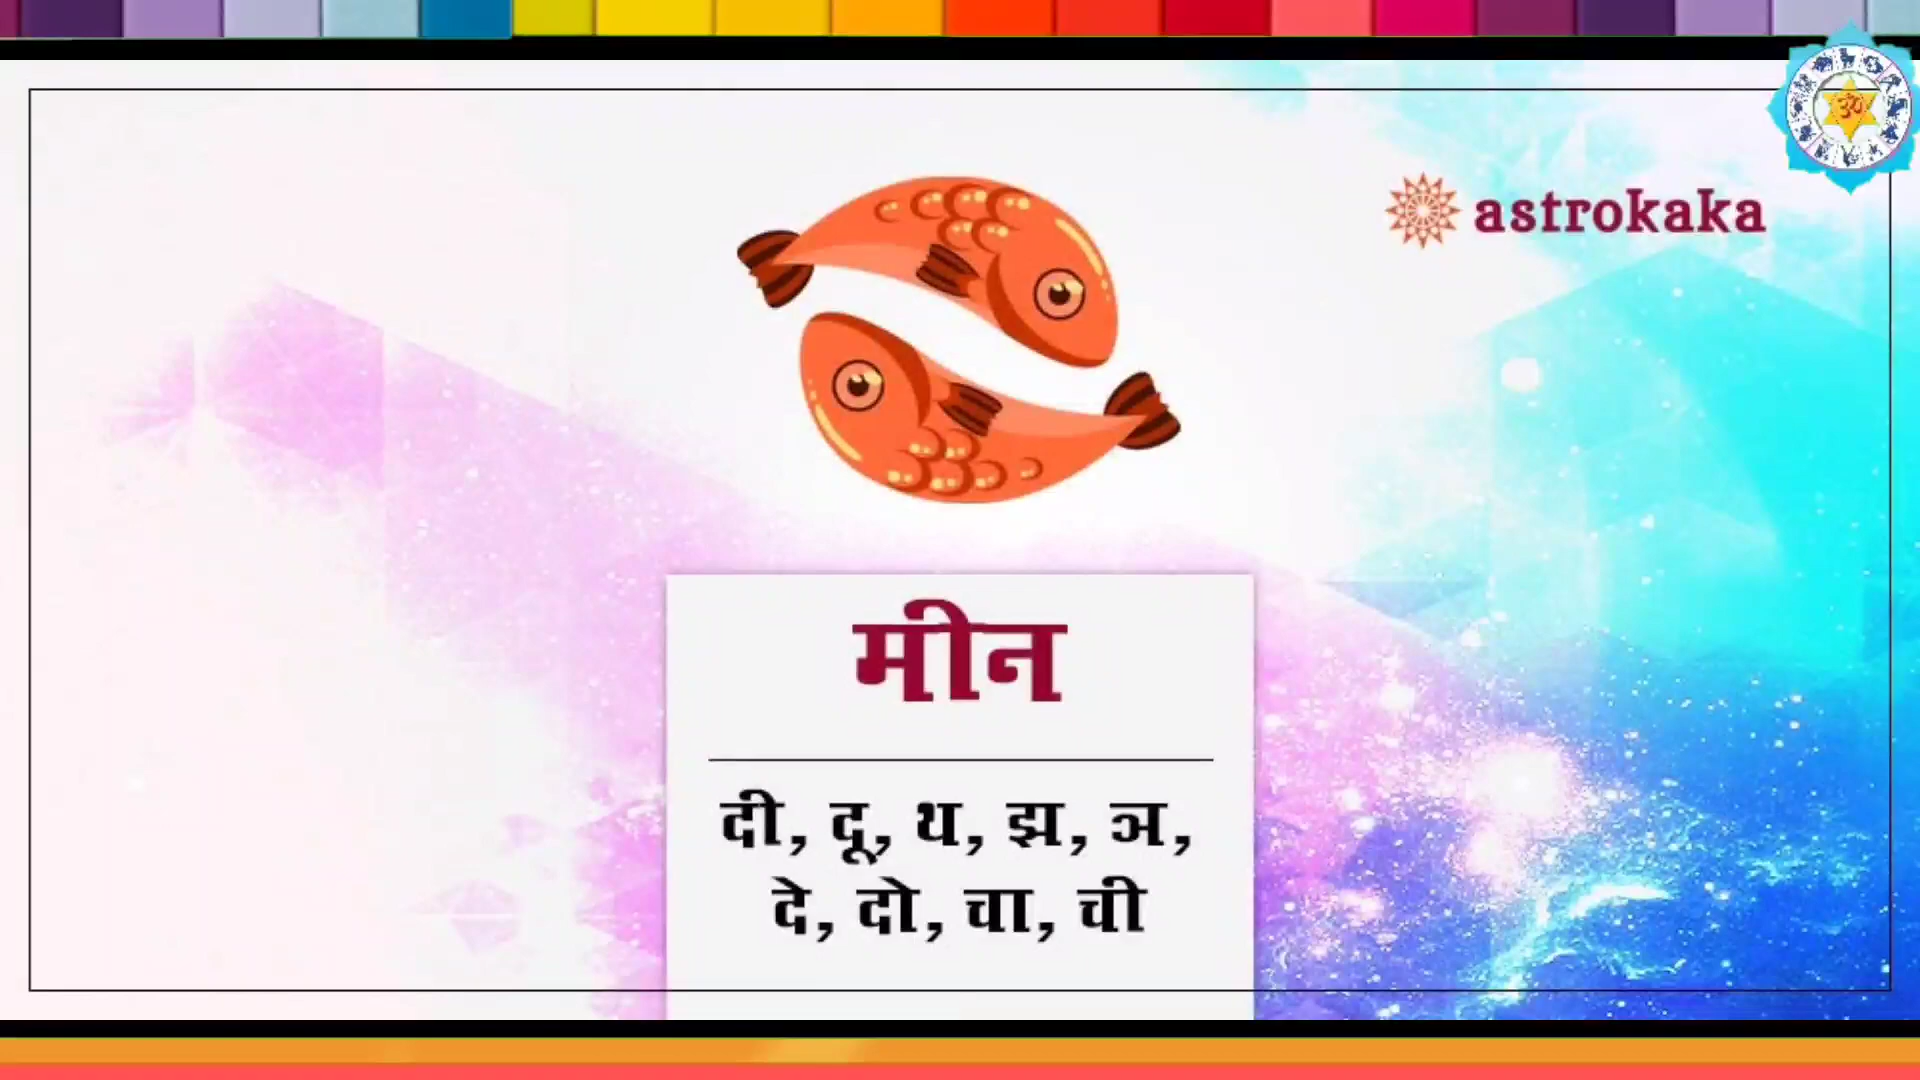 ॐ
astrokaka
मीन
दी, दू, थ, झ, ञ,
दे, दो, चा, ची